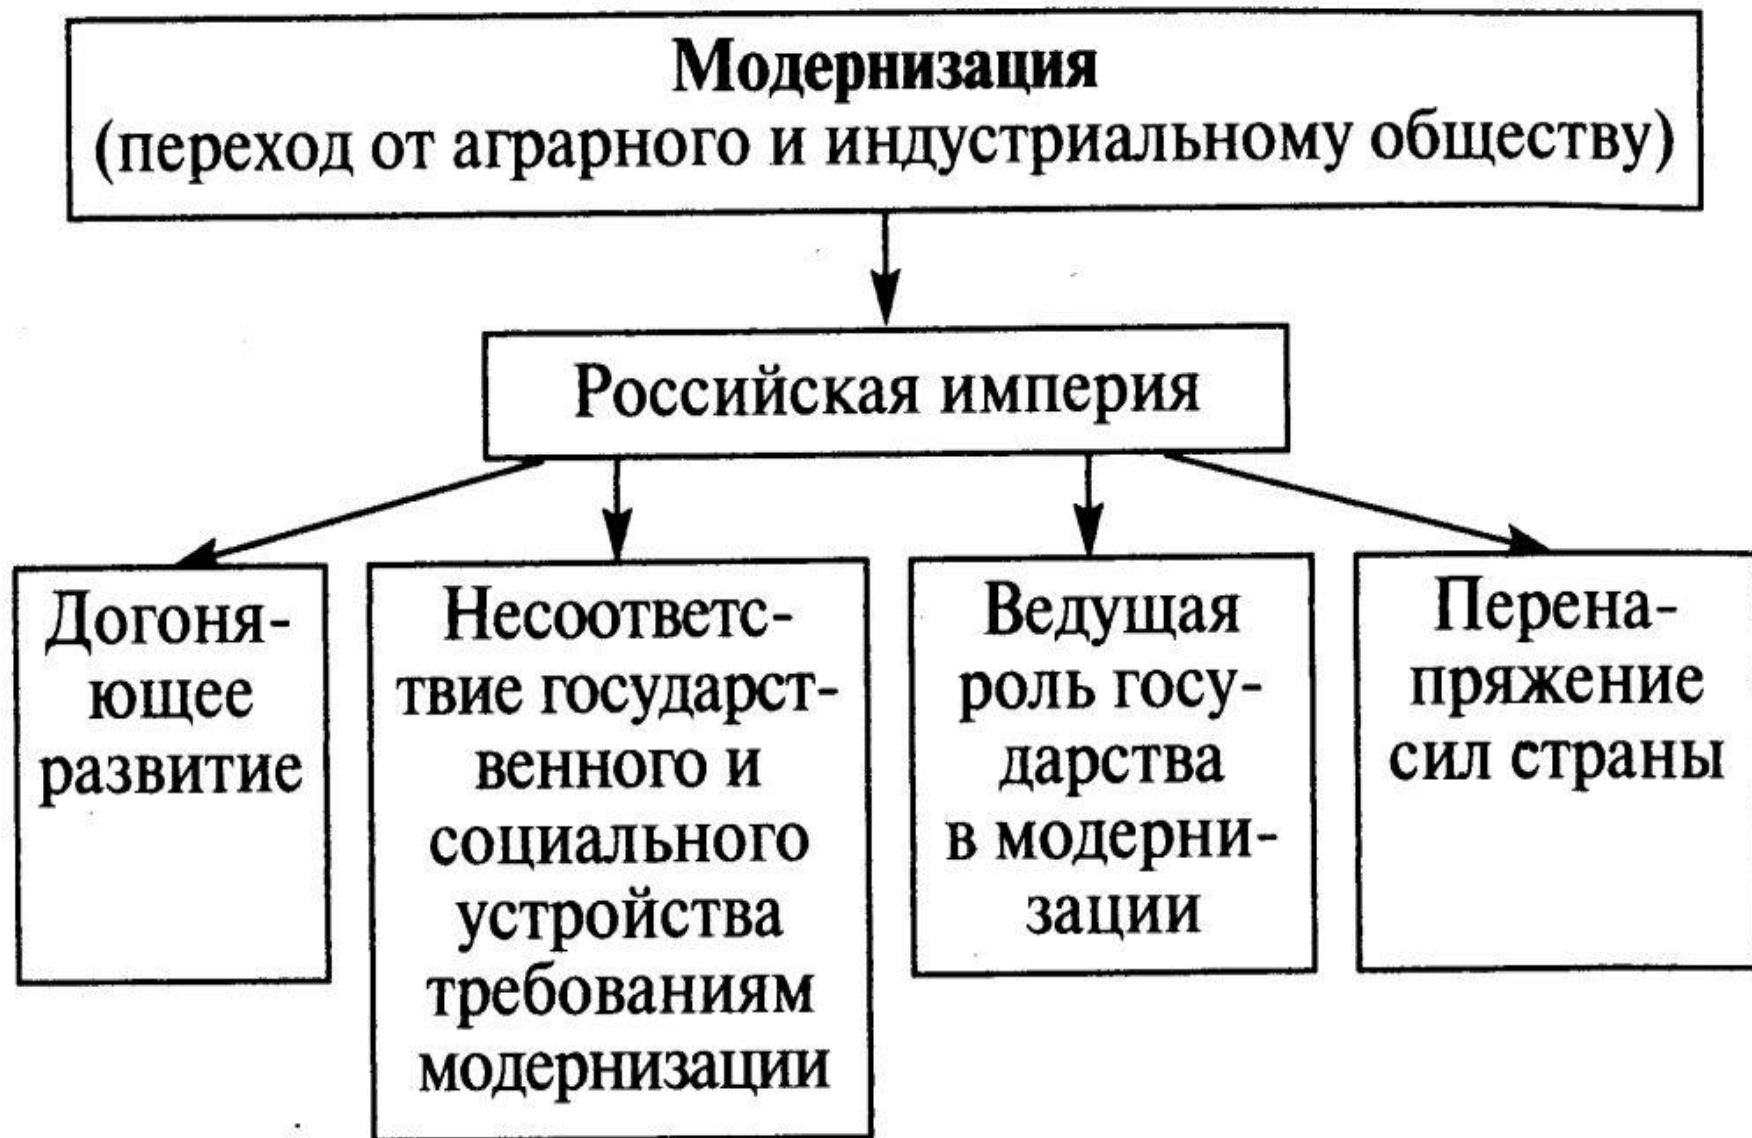 Модернизация
(переход от аграрного и индустриальному обществу)
Российская империя
Догоня-
ющее
развитие
Несоответс-
твие государст-
венного и
социального
устройства
требованиям
модернизации
Ведущая
роль госу-
дарства
в модерни-
зации
Перена-
пряжение
сил страны